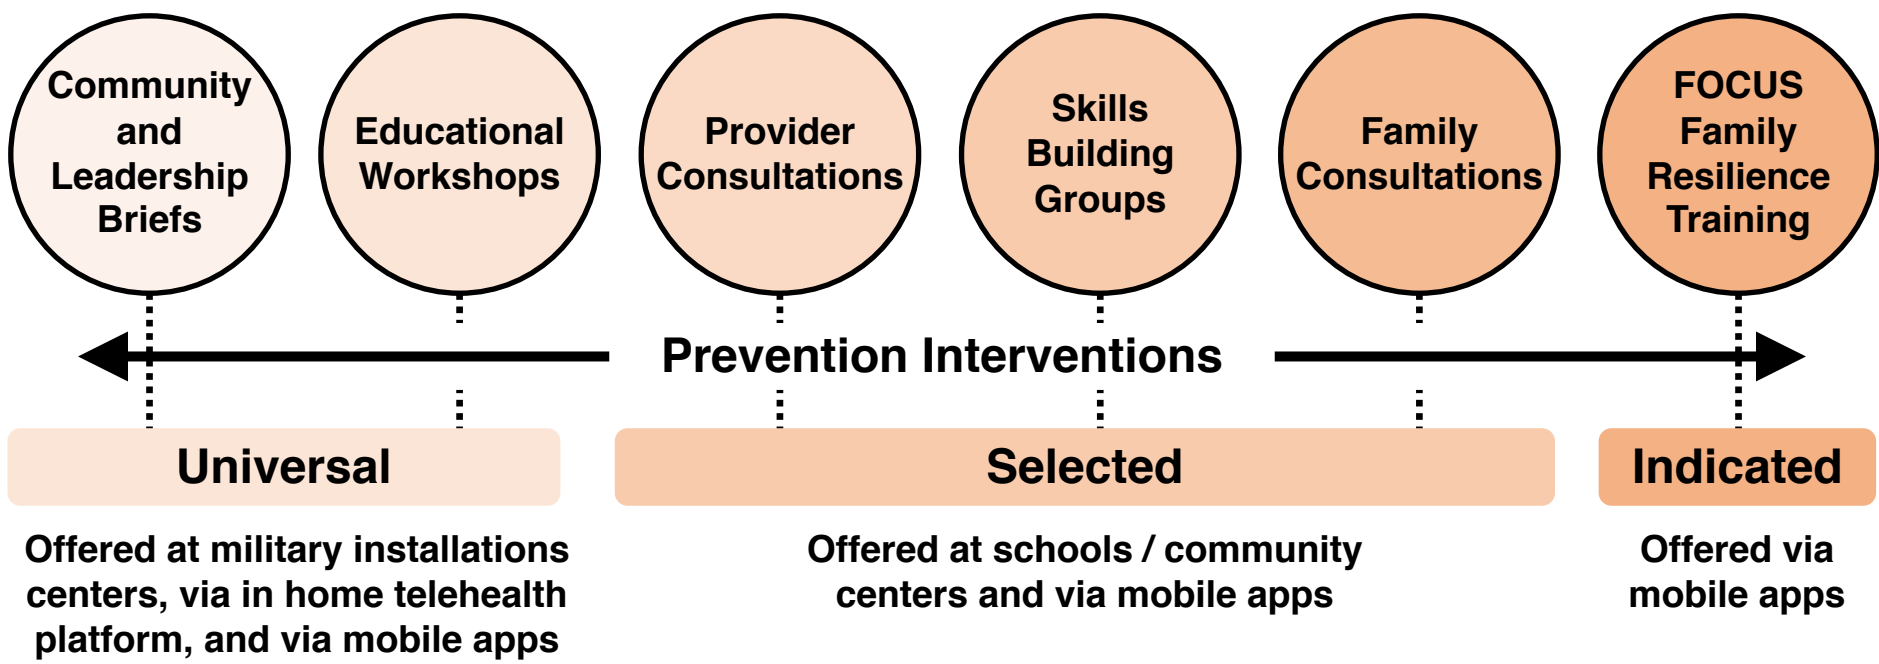 Community
and
Leadership
Briefs
Educational
Workshops
Provider
Consultations
Skills
Building
Groups
Family
Consultations
FOCUS
Family
Resilience
Training
Prevention Interventions
Universal
Selected
Indicated
Offered at military installations
centers, via in home telehealth
platform, and via mobile apps
Offered at schools / community
centers and via mobile apps
Offered via
mobile apps